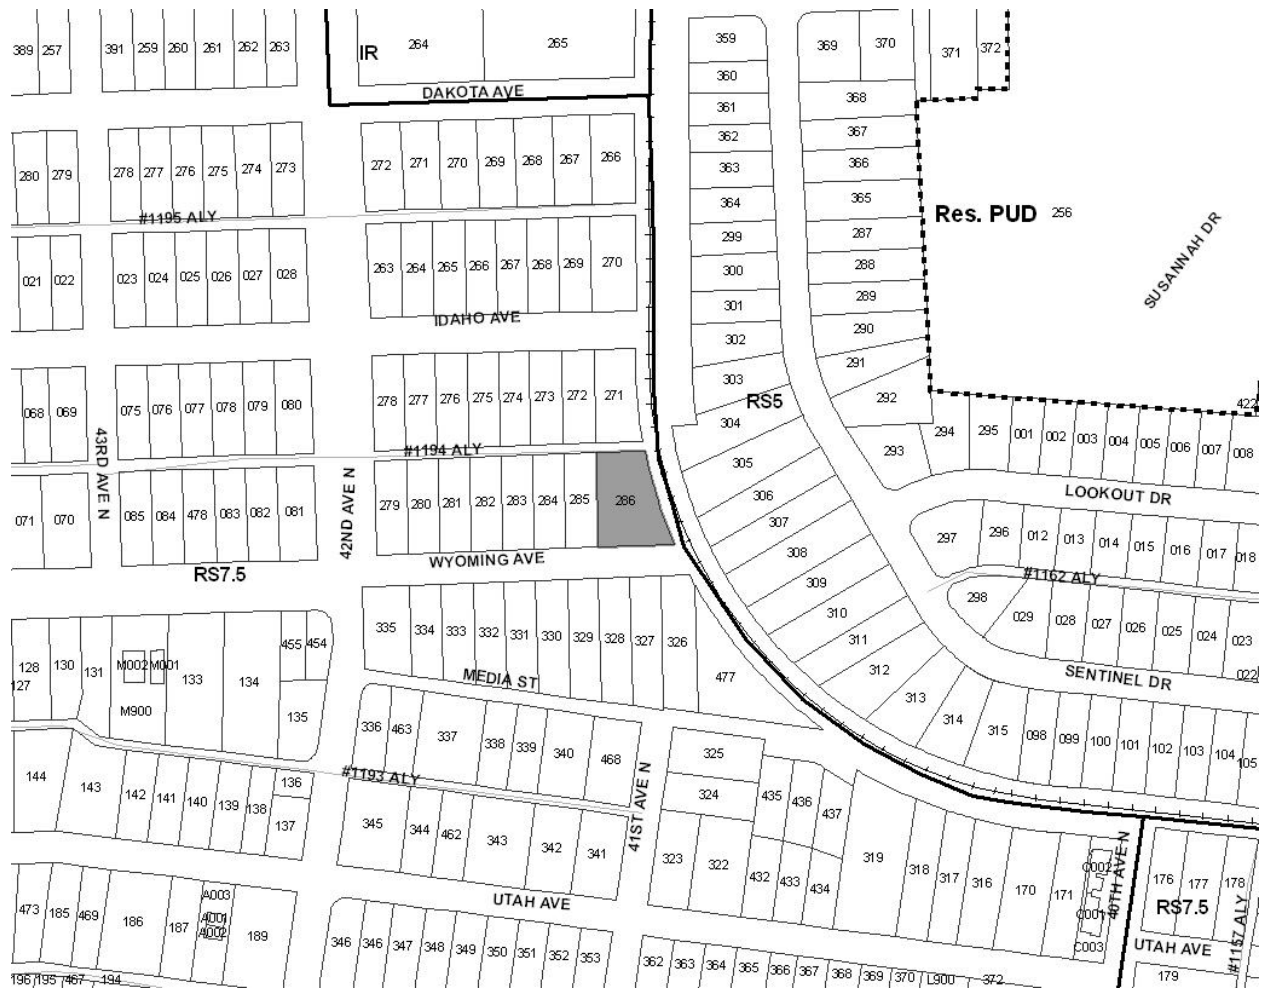 389 257 391 259 260 261 262 263 IR 264 265 359 369 370 371 372
360
DAKOTA AVE
361 368
362 367
280 279 278 277 276 275 274 273 272 271 270 269 268 267 266 363 366
364 365
#1195 ALY
Res. PUD 256
SUSANNAH DR
299 287
021 022 023 024 025 026 027 028 263 264 265 266 267 268 269 270 300 288
301 289
IDAHO AVE
302 290
303 291
RS5
068 069 075 076 077 078 079 080 278 277 276 275 274 273 272 271 304 292
422
294 295 001 002 003 004 005 006 007 008
43RD AVE N
#1194 ALY
305 293
LOOKOUT DR
306
071 070 085 084 478 083 082 081 42ND AVE N 279 280 281 282 283 284 285 286
307
297 296 012 013 014 015 016 017 018
308
WYOMING AVE
RS7.5
309
#1162 ALY
298
310 029 028 027 026 025 024 023
335 334 333 332 331 330 329 328 327 326 311
455 454
128 130 131 M002 M001 133 134 477 312
127
022
MEDIA ST
SENTINEL DR
M900 135
313
336 463 337 338 339 340 468 325 314 315 098 099 100 101 102 103 104 105
144 143 142 141 140 139 138 136
137
#1193 ALY
41ST AVE N
324 435 436 437
345 344 462 343 342 341 323 322 432 433 434 319 318 317 316 170 171
C002
40TH AVE N
176 177 178
RS7.5
#1157 ALY
C001
C003
UTAH AVE
473 185 469 186 187 A003
A001
A002
189
UTAH AVE
346 346 347 348 349 350 351 352 353 362 363 364 365 366 367 368 369 370 L900 372
179
196 195 467 194